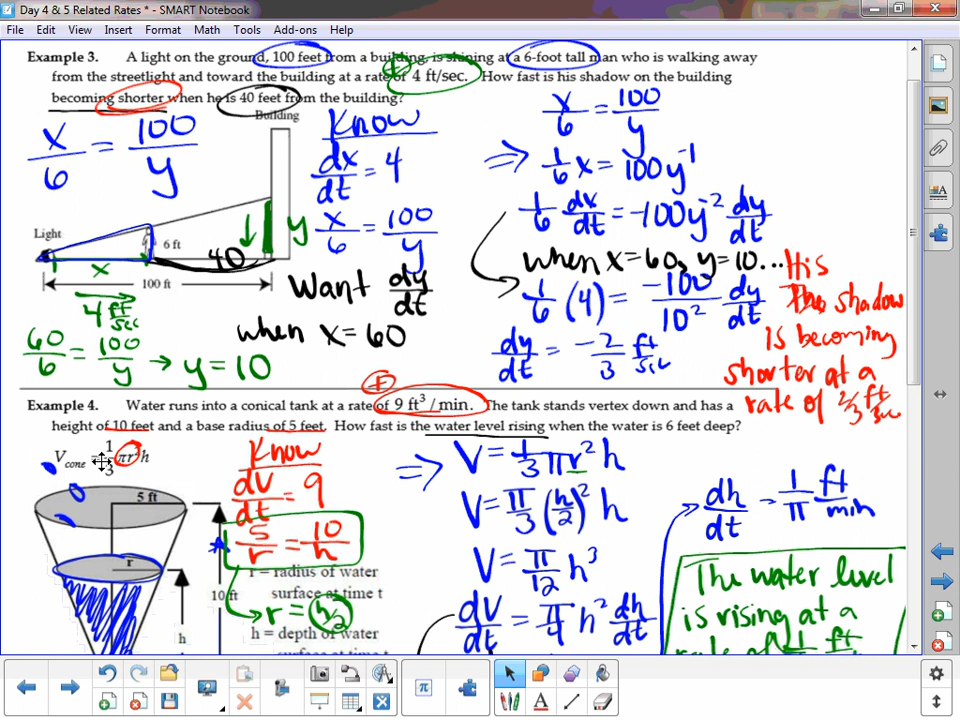 Day 4 & 5 Related Rates * - SMART Notebook
File Edit View Insert Format Math Tools Add-ons Help
Example 3. A light on the ground, 100 feet from a building, is shining at a 6-foot tall man who is walking away
from the streetlight and toward the building at a rate of 4 ft/sec. How fast is his shadow on the building
becoming shorter when he is 40 feet from the building?
+
Building
x/6 = 100/y
Know
dx/dt = 4
x/6 = 100/y
Want dy/dt
when x = 60
Light
6 ft
y
40
x
100 ft
4 ft/sec
60/6 = 100/y → y = 10
x/6 = 100/y
⇒ 1/6 x = 100y⁻¹
1/6 dx/dt = -100y⁻² dy/dt
when x=60, y=10...
1/6 (4) = -100/10² dy/dt
dy/dt = -2/3 ft/sec
His
shadow
is becoming
shorter at a
rate of 2/3 ft/sec
Example 4. Water runs into a conical tank at a rate of 9 ft³/min. The tank stands vertex down and has a
height of 10 feet and a base radius of 5 feet. How fast is the water level rising when the water is 6 feet deep?
+
V cone = 1/3 πr²h
5 ft
r
10 ft
h
Know
dV/dt = 9
5/r = 10/h
r = radius of water
surface at time t
r = h/2
h = depth of water
⇒ V = 1/3 πr² h
V = π/3 (h/2)² h
V = π/12 h³
dV/dt = π/4 h² dh/dt
dh/dt = 1/π ft/min
The water level
is rising at a
rate of 1/π ft